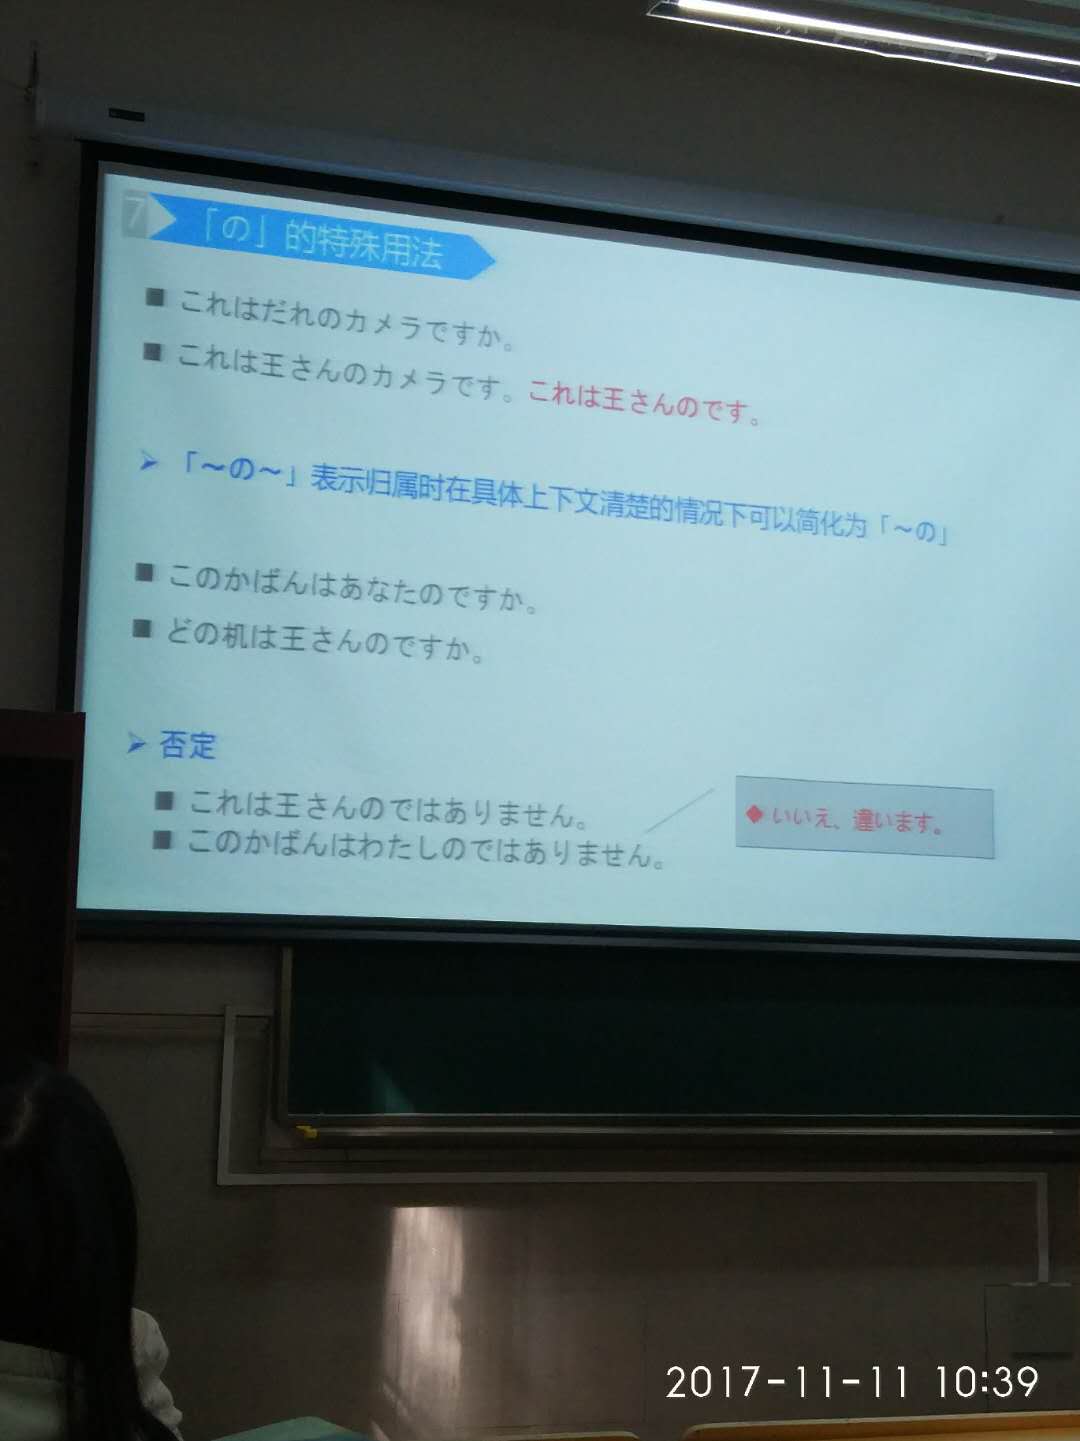 7 「の」的特殊用法
■ これはだれのカメラですか。
■ これは王さんのカメラです。これは王さんのです。
➢ 「～の～」表示归属时在具体上下文清楚的情况下可以简化为「～の」
■ このかばんはあなたのですか。
■ どの机は王さんのですか。
➢ 否定
■ これは王さんのではありません。
■ このかばんはわたしのではありません。
◆ いいえ、違います。
2017-11-11 10:39